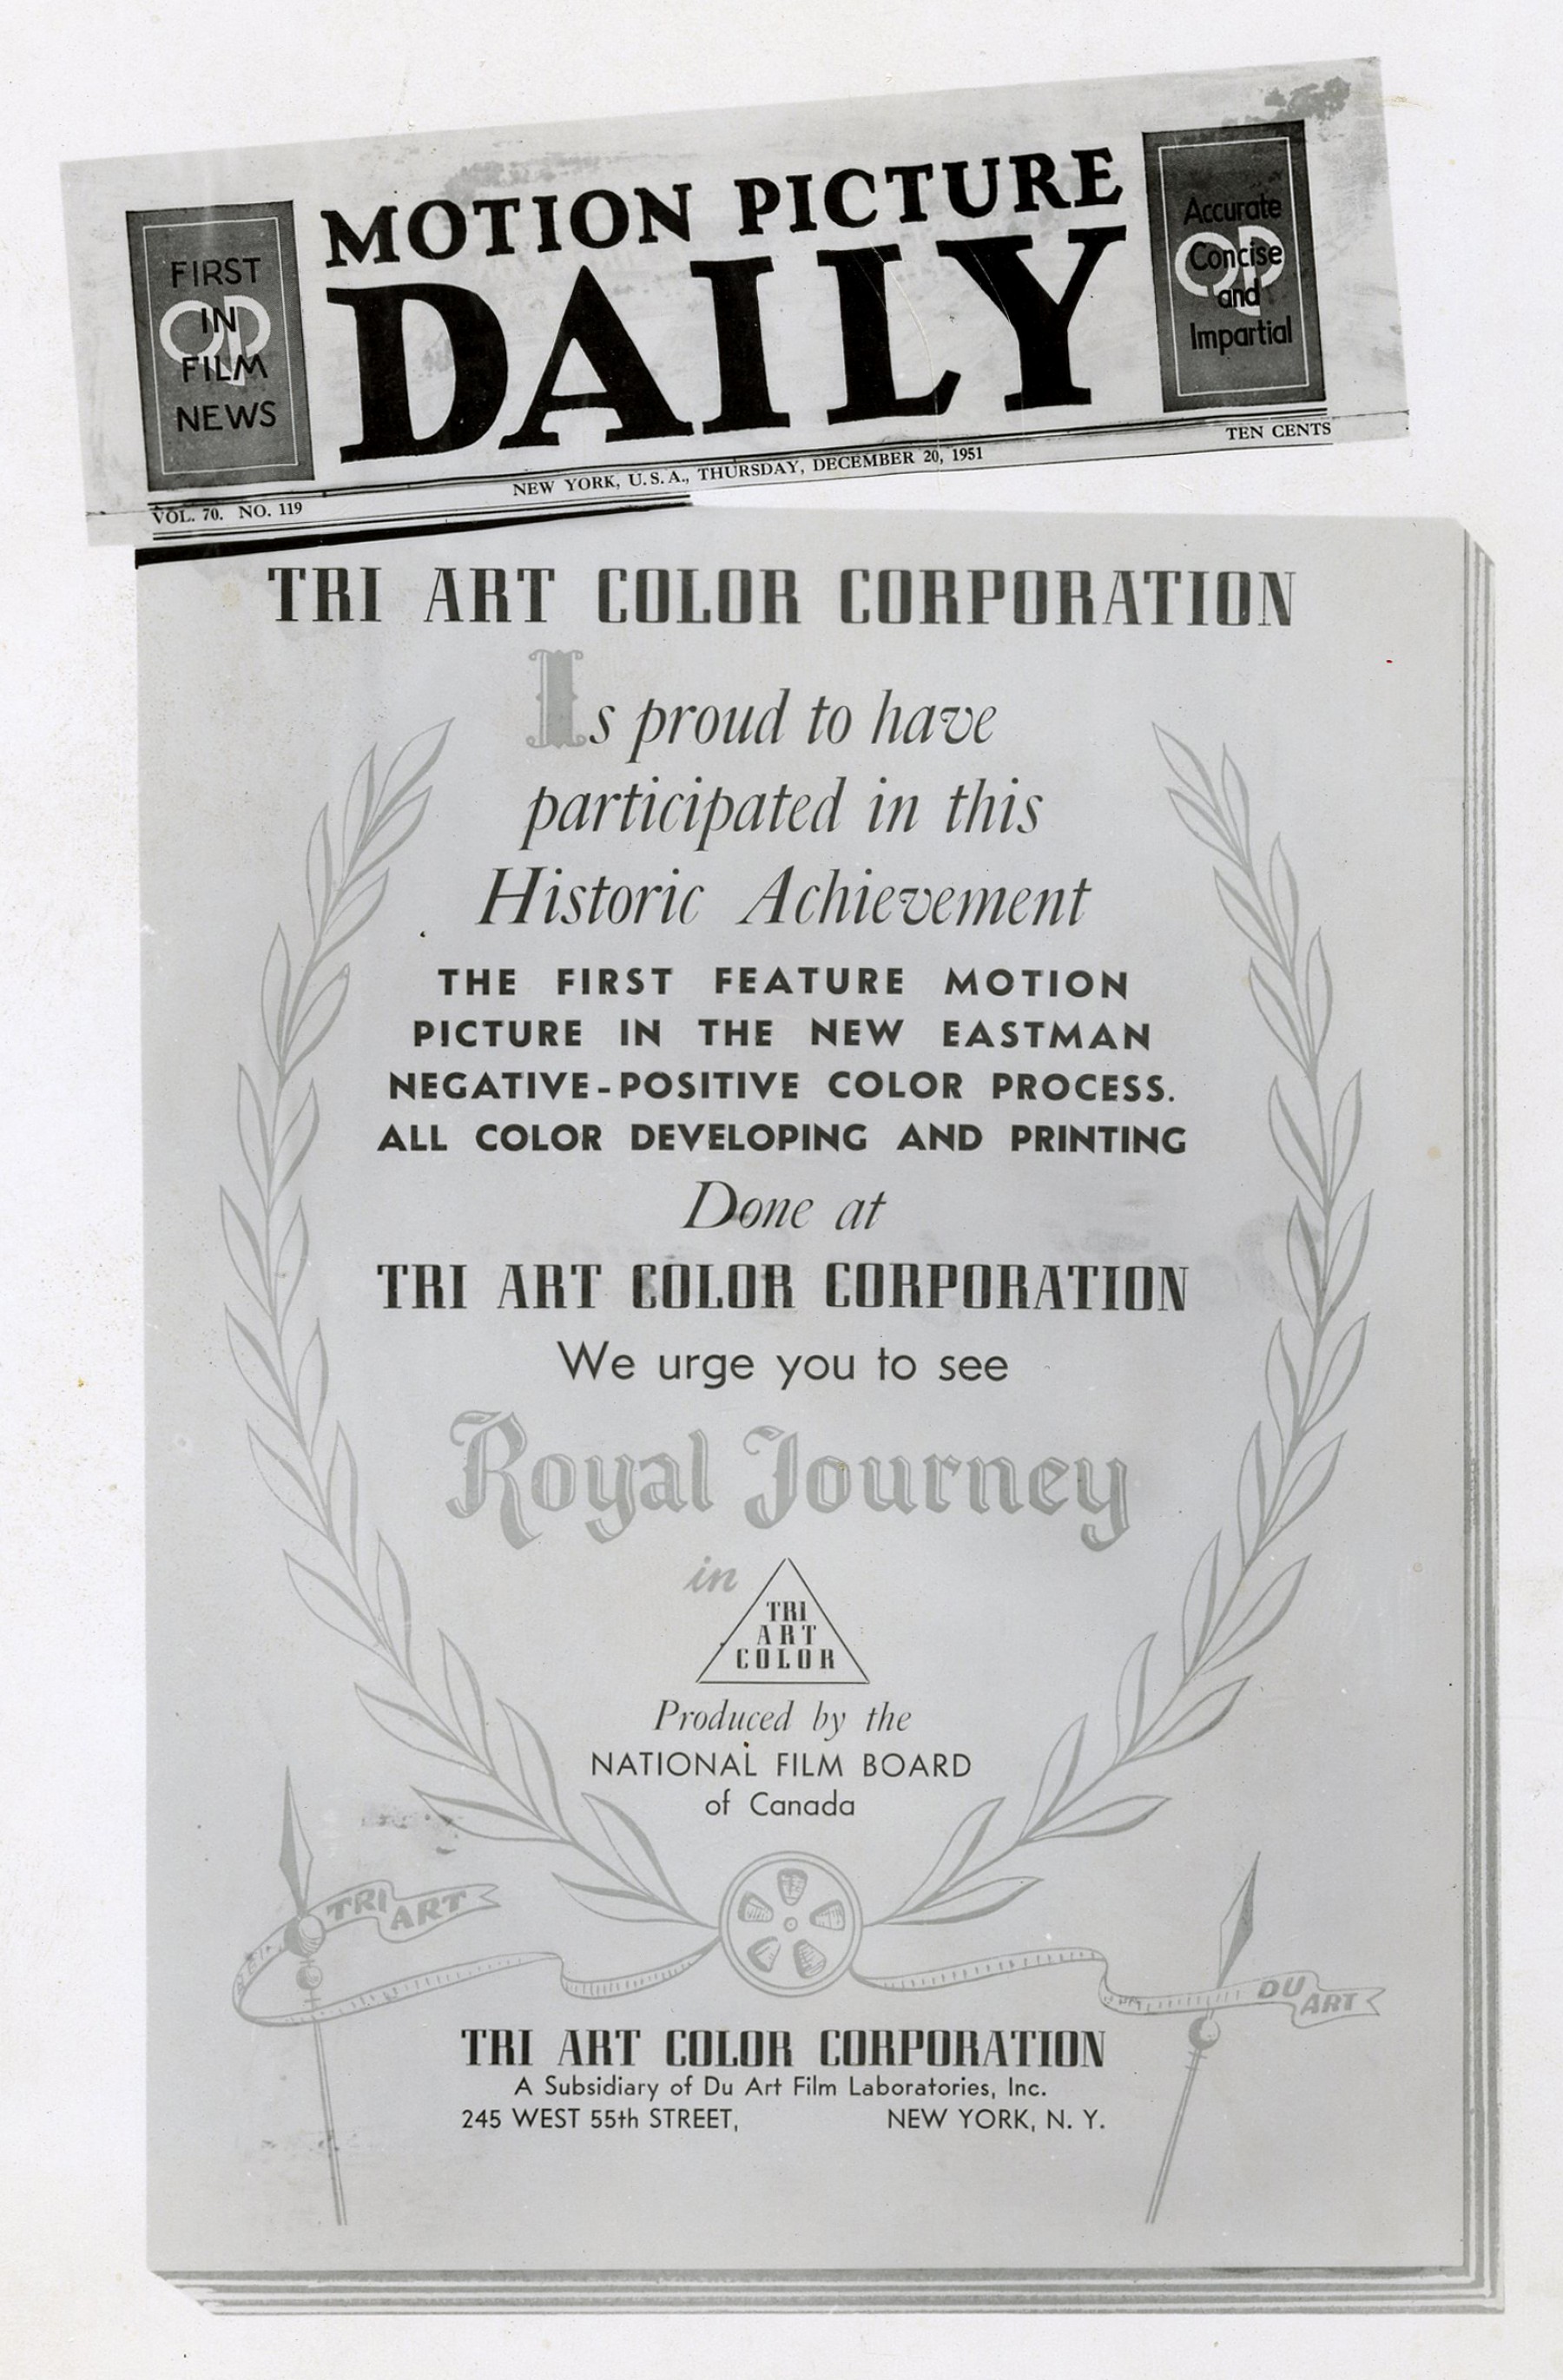 FIRST
IN
FILM
NEWS
MOTION PICTURE
DAILY
Accurate
Concise
and
Impartial
VOL. 70. NO. 119
NEW YORK, U.S.A., THURSDAY, DECEMBER 20, 1951
TEN CENTS
TRI ART COLOR CORPORATION
Is proud to have
participated in this
Historic Achievement
THE FIRST FEATURE MOTION
PICTURE IN THE NEW EASTMAN
NEGATIVE-POSITIVE COLOR PROCESS.
ALL COLOR DEVELOPING AND PRINTING
Done at
TRI ART COLOR CORPORATION
We urge you to see
Royal Journey
in
TRI
ART
COLOR
Produced by the
NATIONAL FILM BOARD
of Canada
TRI
ART
DU
ART
TRI ART COLOR CORPORATION
A Subsidiary of Du Art Film Laboratories, Inc.
245 WEST 55th STREET, NEW YORK, N. Y.